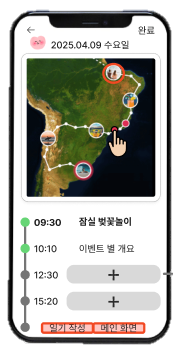 ← 완료
2025.04.09 수요일
09:30 잠실 벚꽃놀이
10:10 이벤트 별 개요
12:30 +
15:20 +
일기 작성 메인 화면